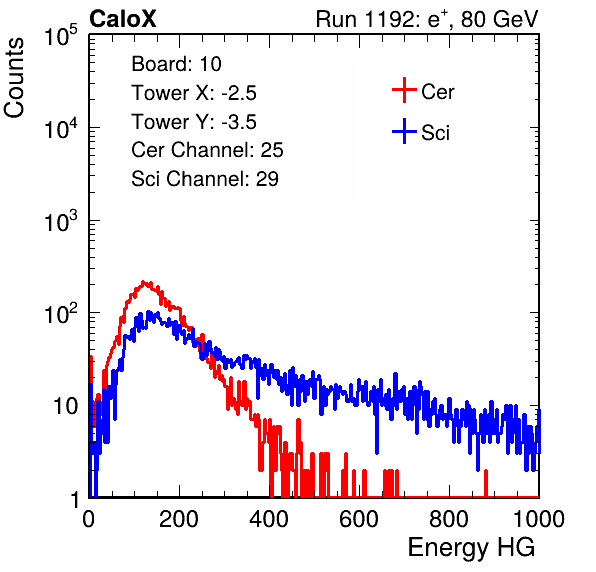 CaloX Run 1192: e⁺, 80 GeV
Counts
Board: 10
Tower X: -2.5
Tower Y: -3.5
Cer Channel: 25
Sci Channel: 29
Cer
Sci
10⁵
10⁴
10³
10²
10
1
0 200 400 600 800 1000
Energy HG